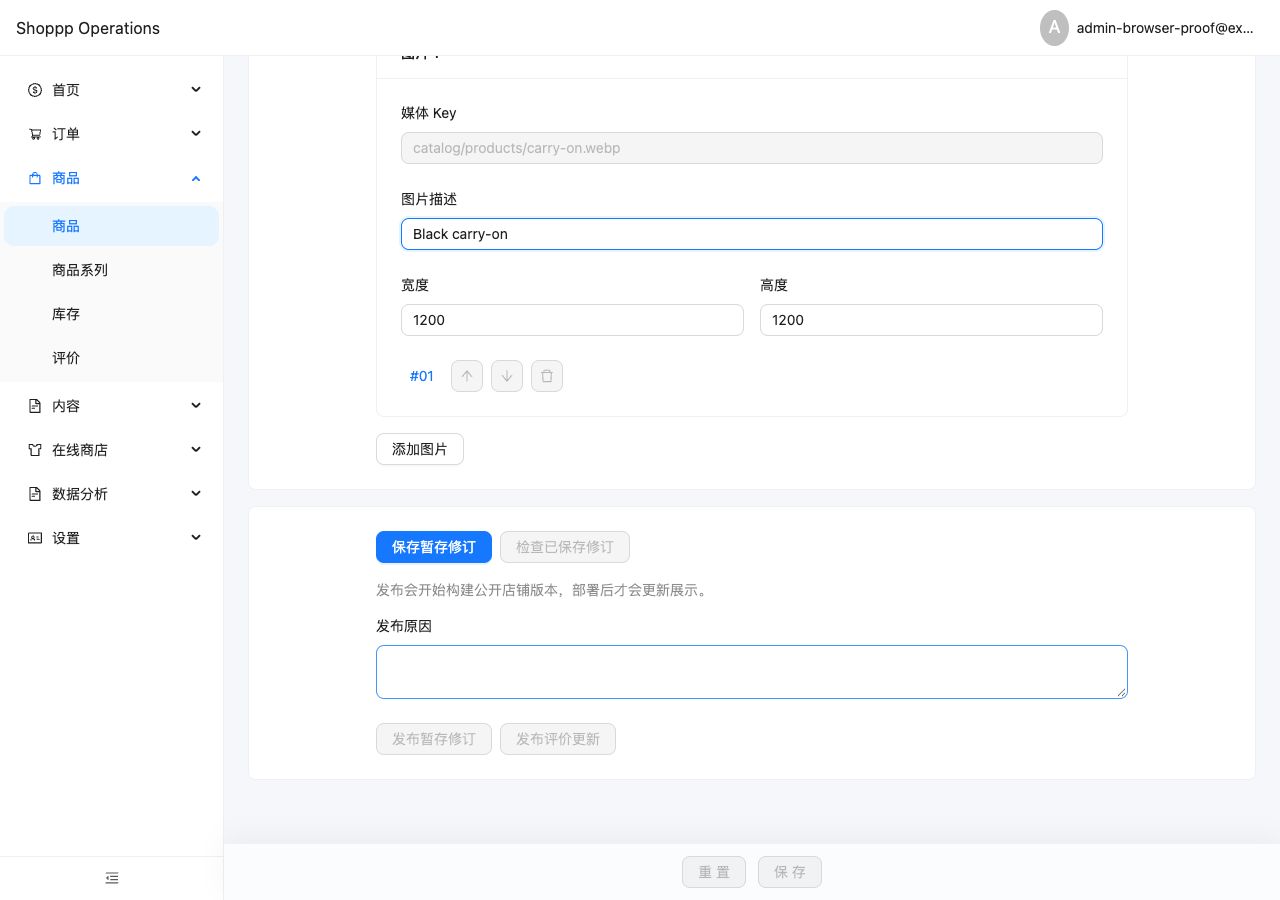 Shoppp Operations
A
admin-browser-proof@ex...
首页
订单
商品
商品
商品系列
库存
评价
内容
在线商店
数据分析
设置
媒体 Key
catalog/products/carry-on.webp
图片描述
Black carry-on
宽度
高度
1200
1200
#01
添加图片
保存暂存修订
检查已保存修订
发布会开始构建公开店铺版本，部署后才会更新展示。
发布原因
发布暂存修订
发布评价更新
重 置
保 存